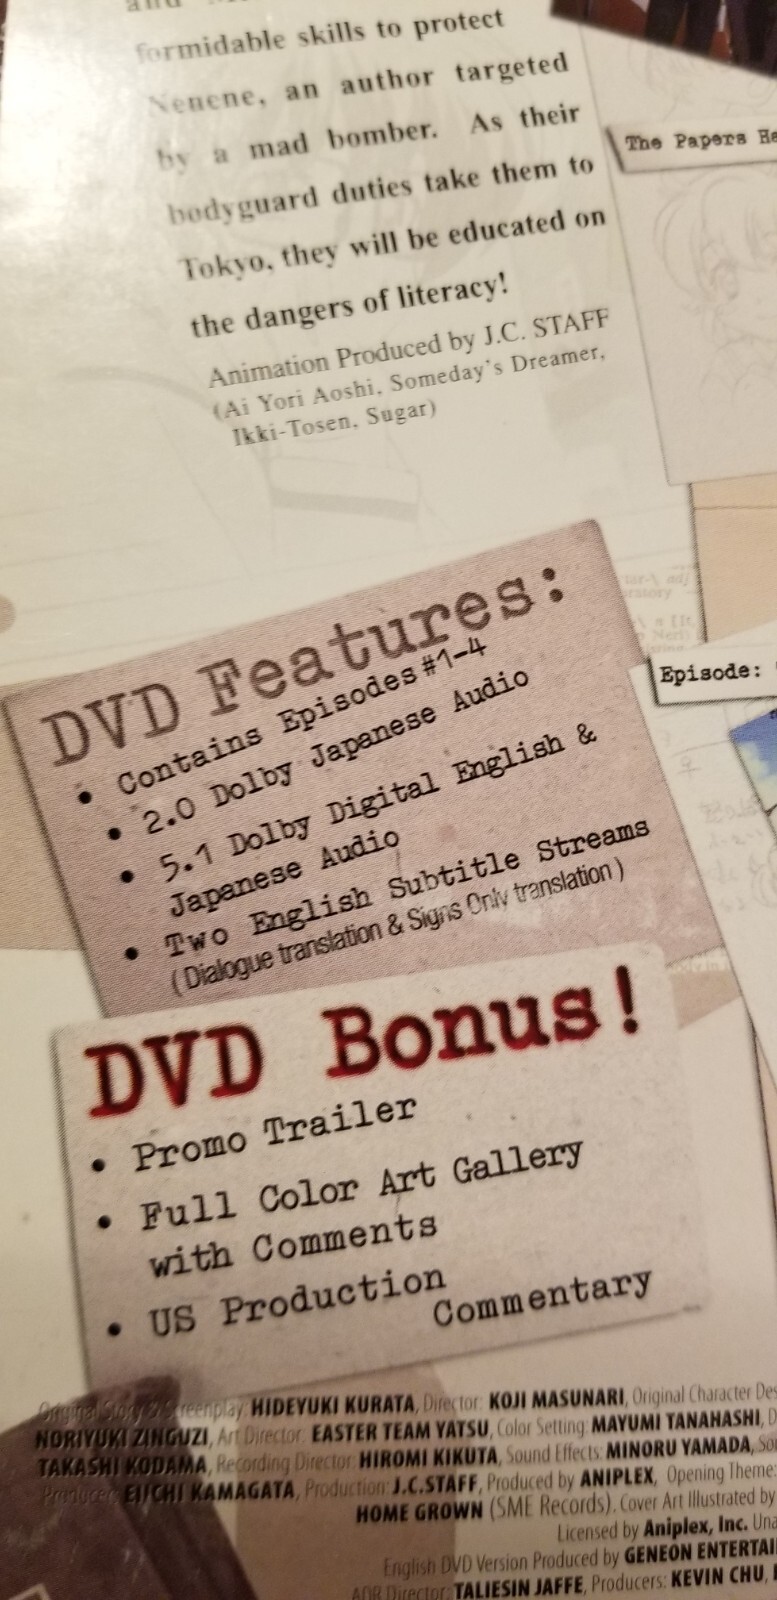 and
formidable skills to protect
Nenene, an author targeted
by a mad bomber. As their
bodyguard duties take them to
Tokyo, they will be educated on
the dangers of literacy!
Animation Produced by J.C. STAFF
(Ai Yori Aoshi, Someday's Dreamer,
Ikki-Tosen, Sugar)
The Papers
Episode:
DVD Features:
• Contains Episodes #1-4
• 2.0 Dolby Japanese Audio
• 5.1 Dolby Digital English &
Japanese Audio
• Two English Subtitle Streams
( Dialogue translation & Signs Only translation )
DVD Bonus!
• Promo Trailer
• Full Color Art Gallery
with Comments
• US Production
Commentary
Original Story & Screenplay: HIDEYUKI KURATA, Director: KOJI MASUNARI, Original Character
NORIYUKI ZINGUZI, Art Director: EASTER TEAM YATSU, Color Setting: MAYUMI TANAHASHI,
TAKASHI KODAMA, Recording Director: HIROMI KIKUTA, Sound Effects: MINORU YAMADA,
Producer: EIICHI KAMAGATA, Production: J.C.STAFF, Produced by ANIPLEX, Opening Theme:
HOME GROWN (SME Records). Cover Art Illustrated by
Licensed by Aniplex, Inc.
English DVD Version Produced by GENEON
ADR Director: TALIESIN JAFFE, Producers: KEVIN CHU,